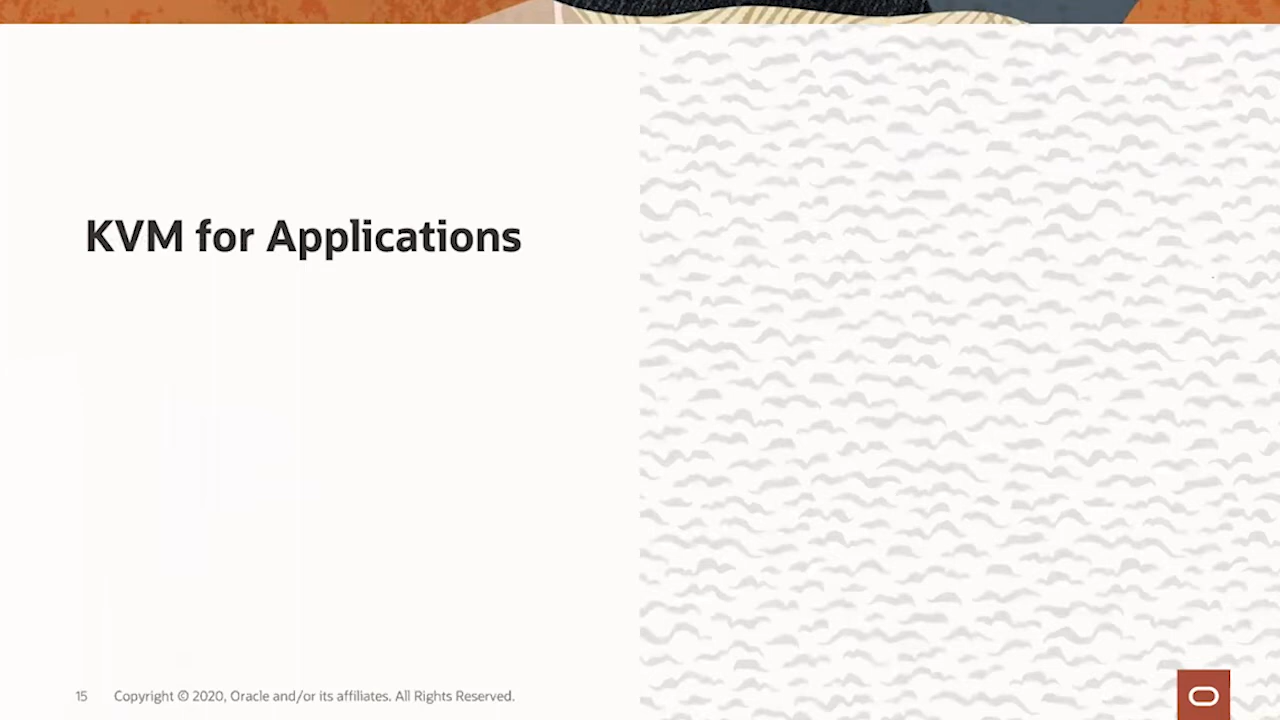 KVM for Applications
15 Copyright © 2020, Oracle and/or its affiliates. All Rights Reserved.